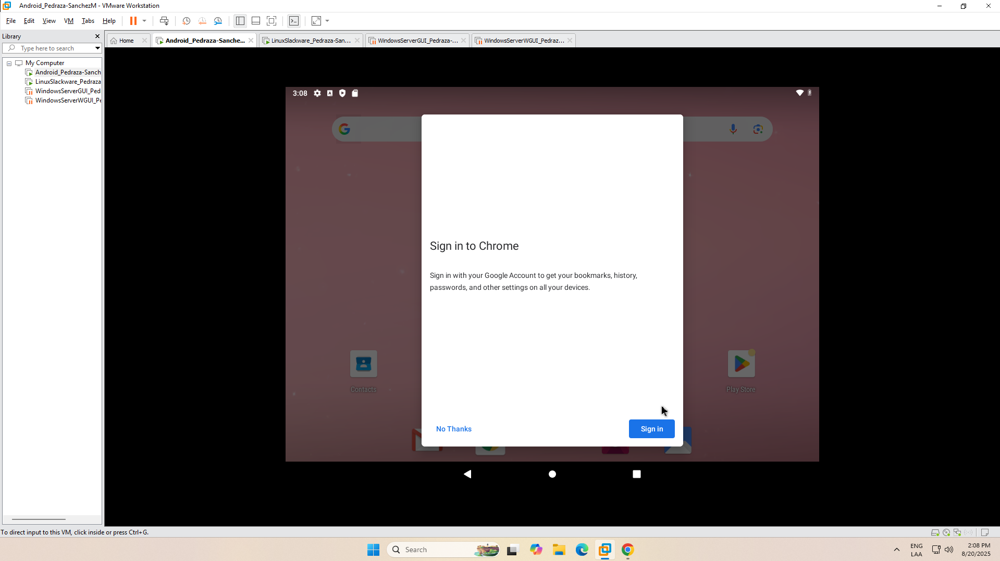 Android_Pedraza-SanchezM - VMware Workstation
File Edit View VM Tabs Help
Library
Type here to search
My Computer
Android_Pedraza-Sanch
LinuxSlackware_Pedraza
WindowsServerGUI_Ped
WindowsServerWGUI_Pe
Home
Android_Pedraza-Sanche...
LinuxSlackware_Pedraza-San...
WindowsServerGUI_Pedraza-...
WindowsServerWGUI_Pedraz...
3:08
Sign in to Chrome
Sign in with your Google Account to get your bookmarks, history,
passwords, and other settings on all your devices.
Contacts
Play Store
No Thanks
Sign in
To direct input to this VM, click inside or press Ctrl+G.
Search
ENG
LAA
2:08 PM
8/20/2025